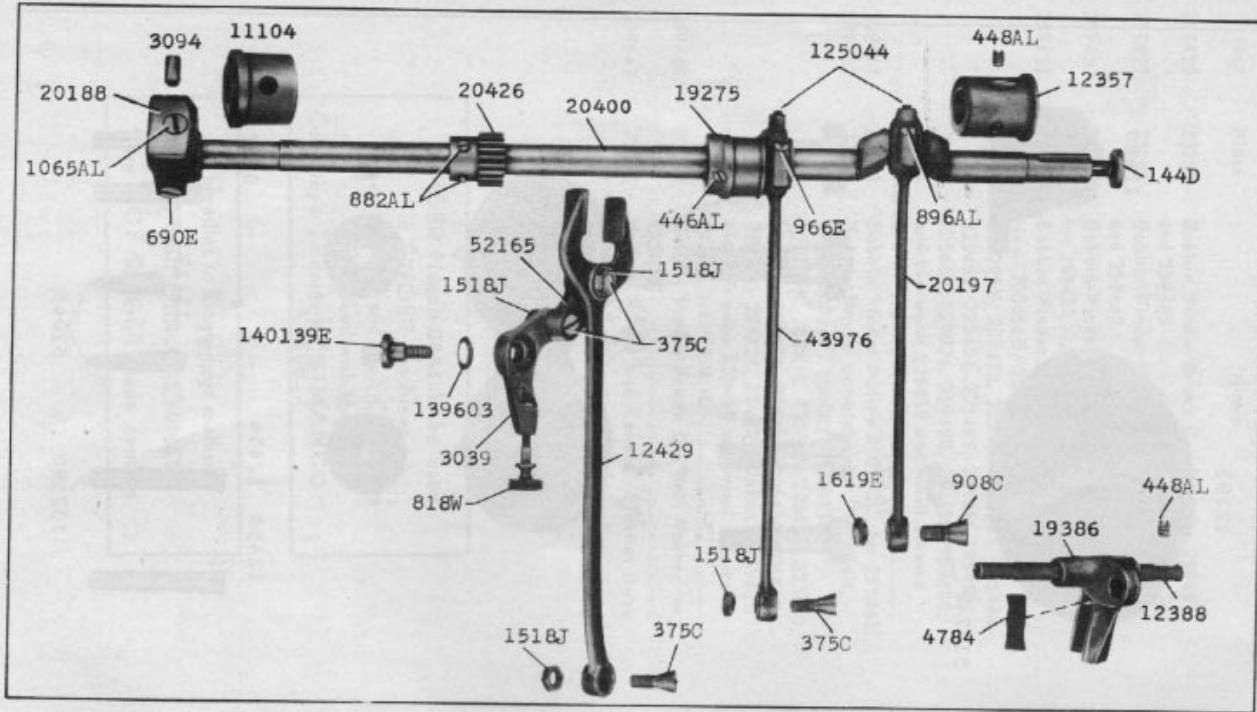 3094
11104
448AL
125044
20426
20188
20400
19275
12357
1065AL
144D
882AL
446AL
966E
896AL
690E
52165
1518J
1518J
20197
140139E
375C
43976
139603
3039
12429
818W
1619E
908C
448AL
19386
1518J
12388
4784
375C
1518J
375C